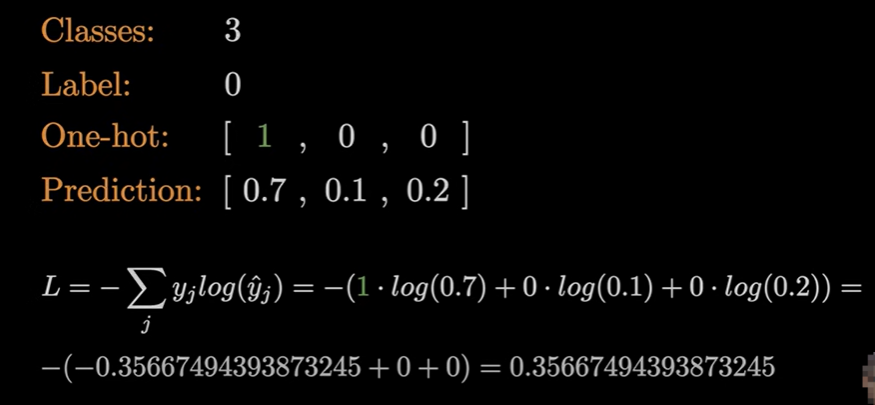 Classes: 3
Label: 0
One-hot: [ 1 , 0 , 0 ]
Prediction: [ 0.7 , 0.1 , 0.2 ]
L = −∑_j y_j log(ŷ_j) = −(1 · log(0.7) + 0 · log(0.1) + 0 · log(0.2)) =
−(−0.35667494393873245 + 0 + 0) = 0.35667494393873245